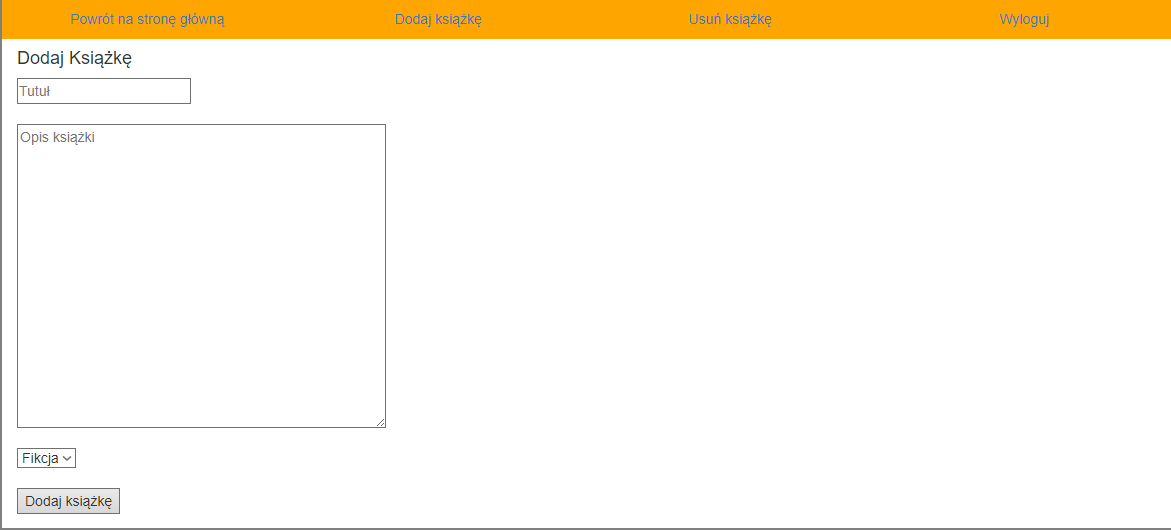 Powrót na stronę główną Dodaj książkę Usuń książkę Wyloguj
Dodaj Książkę
Tutuł
Opis książki
Fikcja
Dodaj książkę